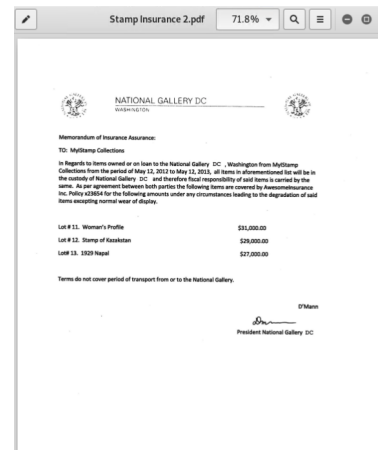 Stamp Insurance 2.pdf
71.8%
NATIONAL GALLERY DC
WASHINGTON
Memorandum of Insurance Assurance:
TO: MyIStamp Collections
In Regards to items owned or on loan to the National Gallery DC , Washington from MyIStamp
Collections from the period of May 12, 2012 to May 12, 2013, all items in aforementioned list will be in
the custody of National Gallery DC and therefore fiscal responsibility of said items is carried by the
same. As per agreement between both parties the following items are covered by AwesomeInsurance
Inc. Policy x23654 for the following amounts under any circumstances leading to the degradation of said
items excepting normal wear of display.
Lot # 11. Woman's Profile $31,000.00
Lot # 12. Stamp of Kazakstan $29,000.00
Lot# 13. 1929 Napal $27,000.00
Terms do not cover period of transport from or to the National Gallery.
D'Mann
President National Gallery DC